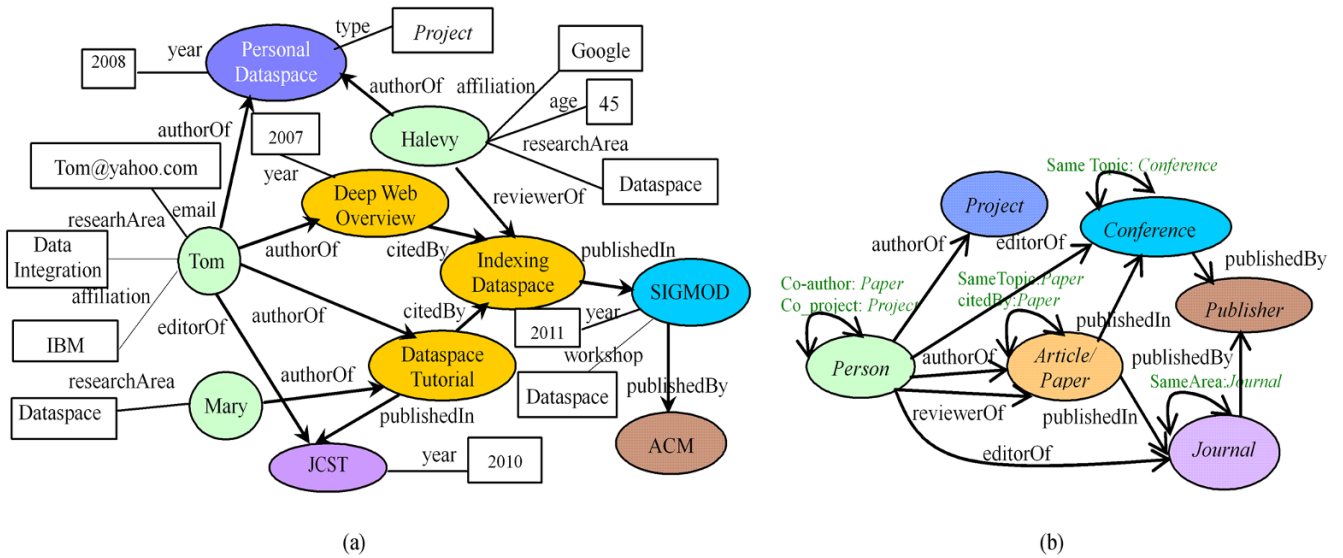 type
Project
year
2008
Personal
Dataspace
Google
authorOf
affiliation
age
45
Halevy
researchArea
Dataspace
authorOf
2007
year
Tom@yahoo.com
email
researhArea
Deep Web
Overview
reviewerOf
Data
Integration
Tom
authorOf
citedBy
Indexing
Dataspace
publishedIn
SIGMOD
affiliation
editorOf
authorOf
citedBy
2011
year
workshop
IBM
Dataspace
Tutorial
Dataspace
publishedBy
researchArea
authorOf
Dataspace
Mary
publishedIn
ACM
JCST
year
2010
(a)
Same Topic: Conference
Project
authorOf
editorOf
Conference
Co-author: Paper
Co_project: Project
SameTopic:Paper
citedBy:Paper
publishedBy
Publisher
publishedIn
Person
authorOf
Article/
Paper
publishedBy
SameArea:Journal
reviewerOf
publishedIn
editorOf
Journal
(b)